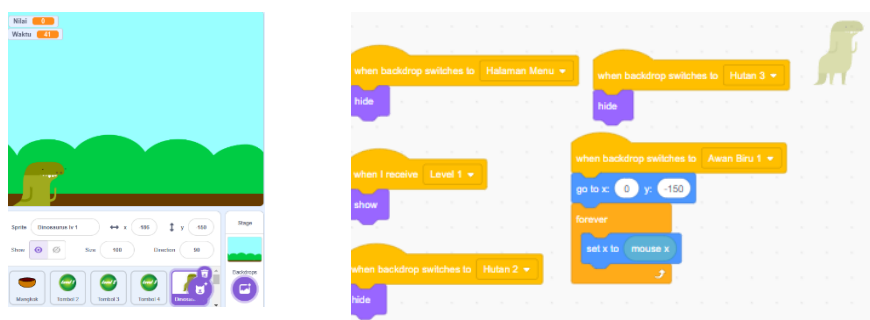 Nilai 0
Waktu 41
Sprite Dinosaurus lv 1 x y
Show Size 100 Direction 90
Stage
Backdrops
Mangkok Tombol 2 Tombol 3 Tombol 4 Dinosau...
when backdrop switches to Halaman Menu
hide
when I receive Level 1
show
when backdrop switches to Hutan 2
hide
when backdrop switches to Hutan 3
hide
when backdrop switches to Awan Biru 1
go to x: 0 y: -150
forever
set x to mouse x